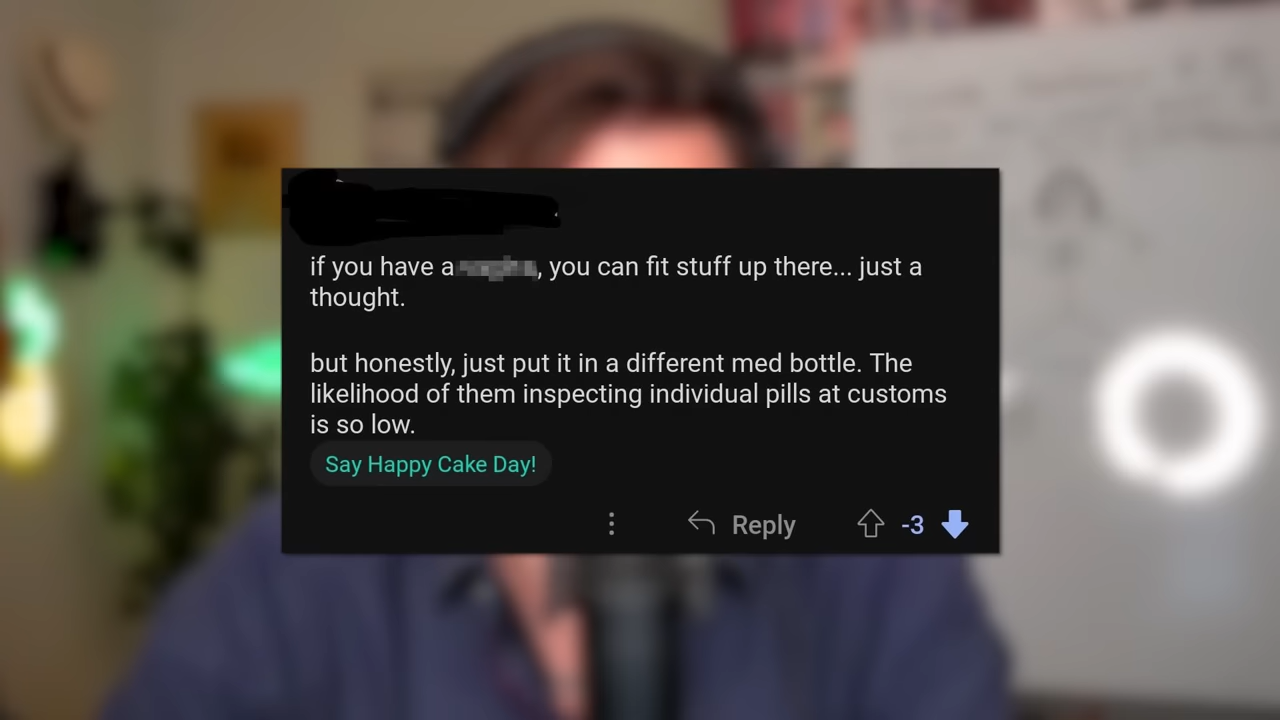 if you have a , you can fit stuff up there... just a
thought.
but honestly, just put it in a different med bottle. The
likelihood of them inspecting individual pills at customs
is so low.
Say Happy Cake Day!
Reply
-3